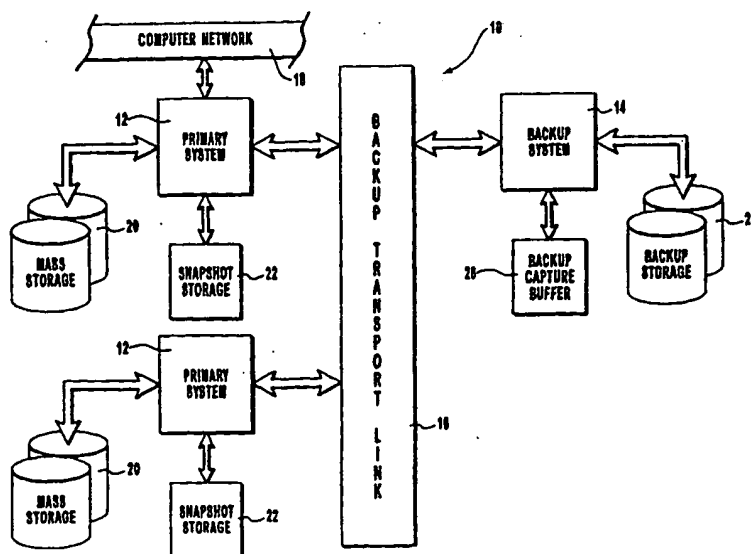 COMPUTER NETWORK
18
10
12
PRIMARY
SYSTEM
14
BACKUP
SYSTEM
BACKUP TRANSPORT LINK
20
MASS
STORAGE
SNAPSHOT
STORAGE
22
BACKUP
CAPTURE
BUFFER
BACKUP
STORAGE
2
12
PRIMARY
SYSTEM
16
20
MASS
STORAGE
SNAPSHOT
STORAGE
22